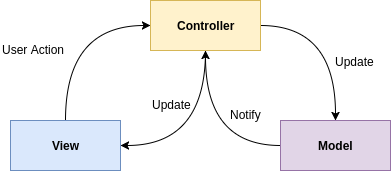 Controller
User Action
Update
Update
Notify
View
Model